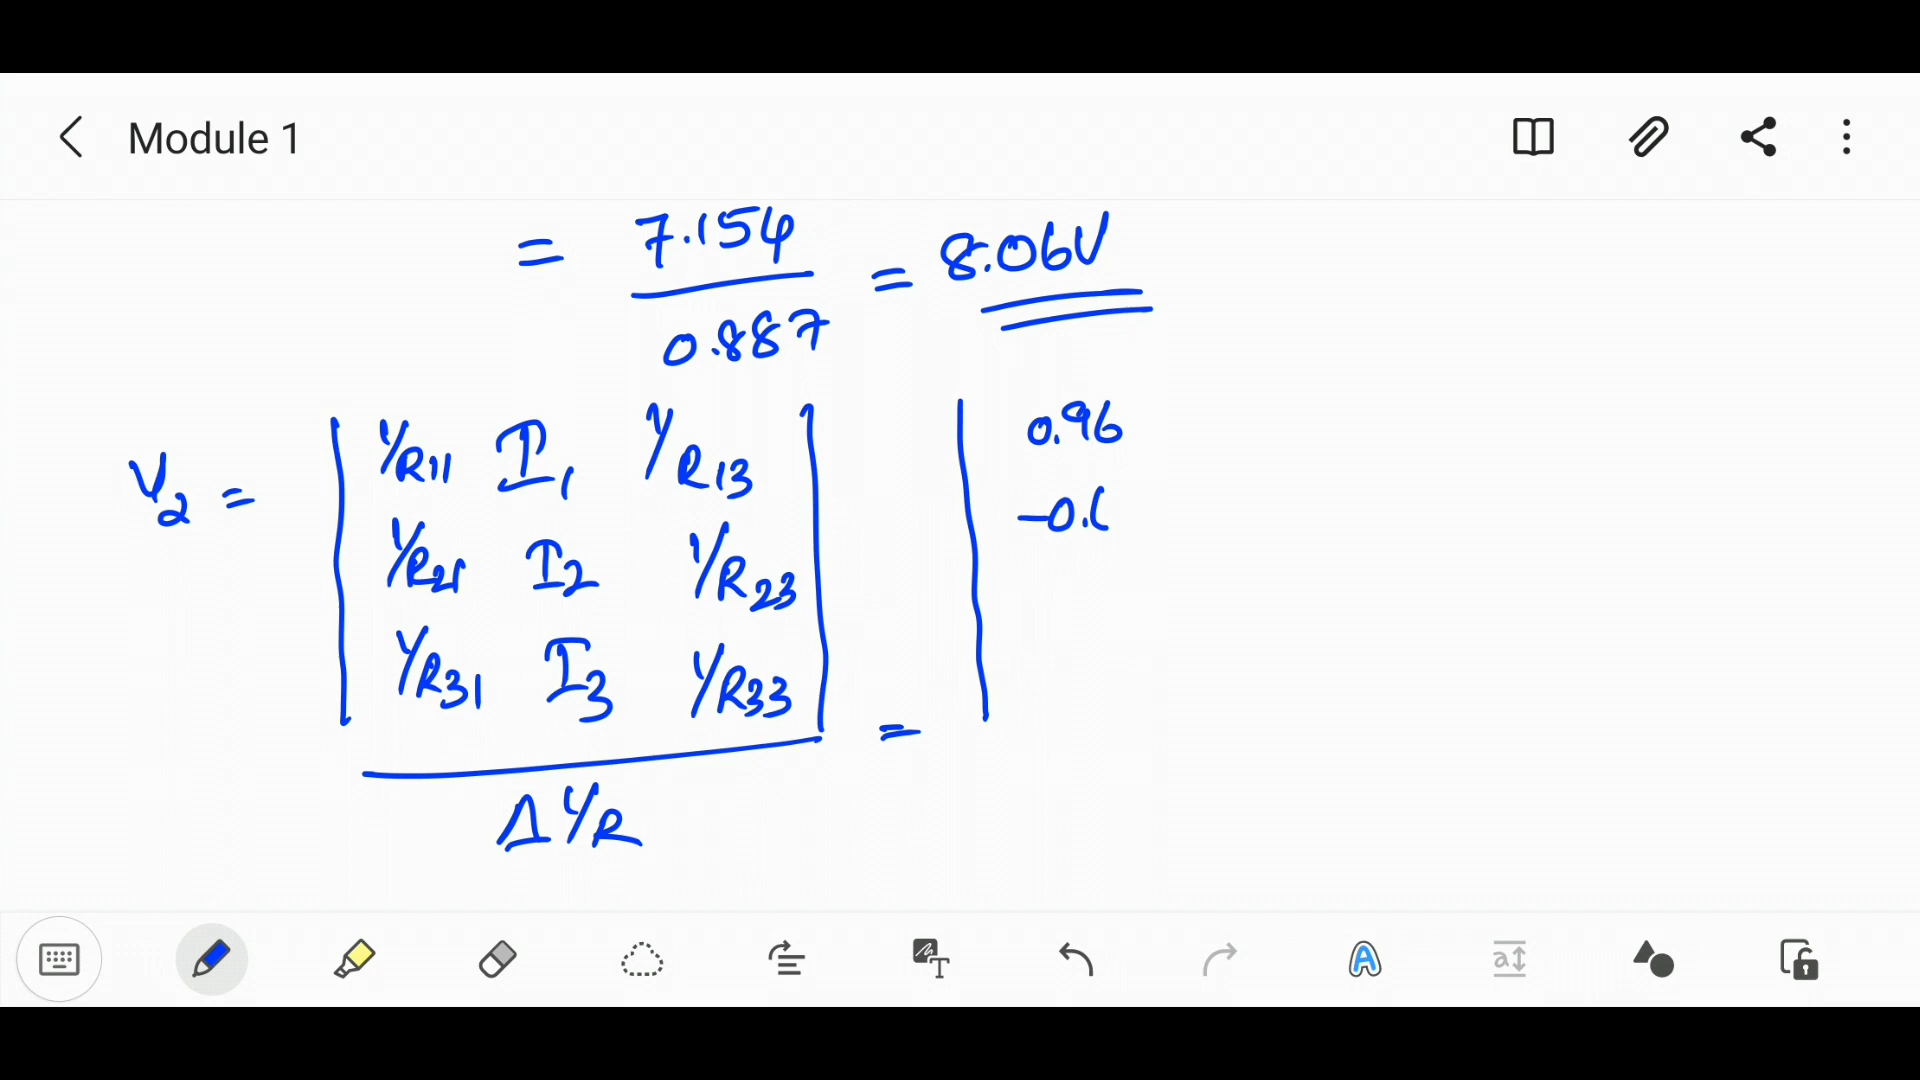 Module 1
= 7.154 / 0.887 = 8.06V
V2 =
1/R11 I1 1/R13
1/R21 I2 1/R23
1/R31 I3 1/R33
Δ 1/R
=
0.96
-0.